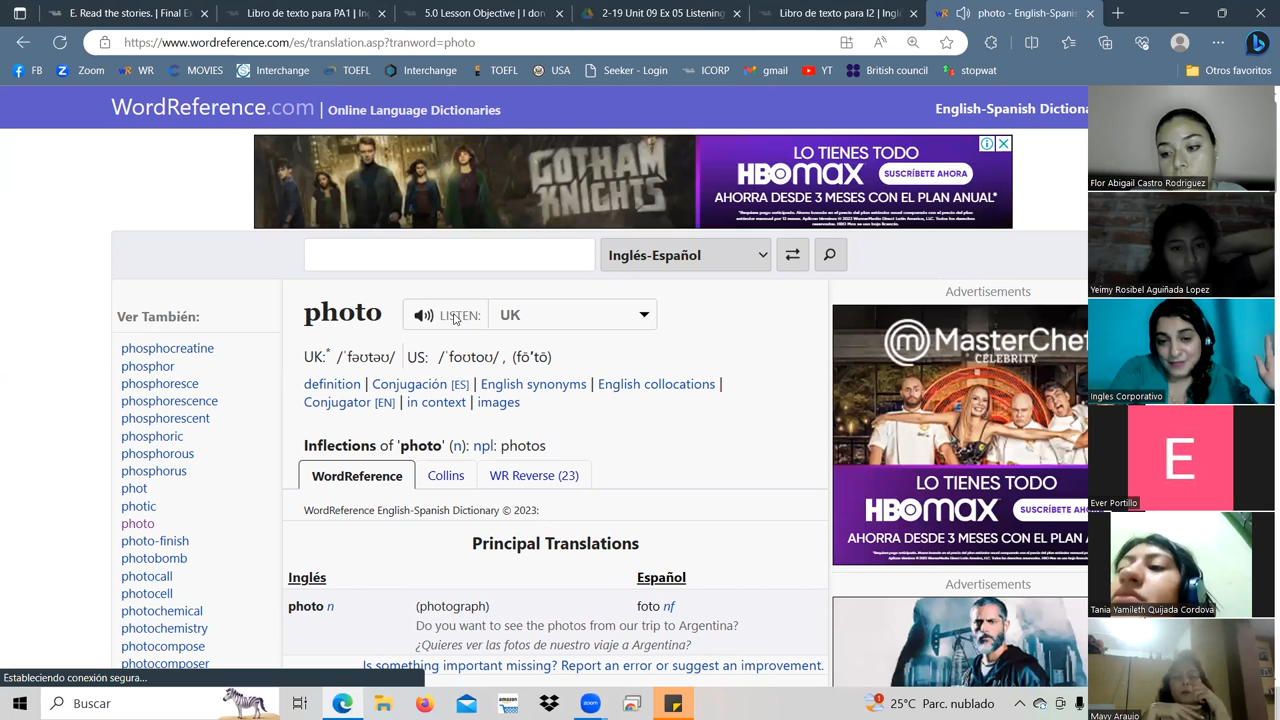 E. Read the stories. | Final E
Libro de texto para PA1 | In
5.0 Lesson Objective | I don
2-19 Unit 09 Ex 05 Listening
Libro de texto para I2 | Ingl
photo - English-Spanis
https://www.wordreference.com/es/translation.asp?tranword=photo
FB
Zoom
WR
MOVIES
Interchange
TOEFL
Interchange
TOEFL
USA
Seeker - Login
ICORP
gmail
YT
British council
stopwat
Otros favoritos
WordReference.com | Online Language Dictionaries
English-Spanish Dictiona
GOTHAM
KNIGHTS
LO TIENES TODO
HBOMAX SUSCRÍBETE AHORA
AHORA DESDE 3 MESES CON EL PLAN ANUAL*
Inglés-Español
Ver También:
phosphocreatine
phosphor
phosphoresce
phosphorescence
phosphorescent
phosphoric
phosphorous
phosphorus
phot
photic
photo
photo-finish
photobomb
photocall
photocell
photochemical
photochemistry
photocompose
photocomposer
photo LISTEN: UK
UK:* /ˈfəʊtəʊ/ US: /ˈfoʊtoʊ/ , (fō′tō)
definition | Conjugación [ES] | English synonyms | English collocations |
Conjugator [EN] | in context | images
Inflections of 'photo' (n): npl: photos
WordReference Collins WR Reverse (23)
WordReference English-Spanish Dictionary © 2023:
Principal Translations
Inglés Español
photo n (photograph) foto nf
Do you want to see the photos from our trip to Argentina?
¿Quieres ver las fotos de nuestro viaje a Argentina?
Is something important missing? Report an error or suggest an improvement.
Advertisements
MASTERCHE
CELEBRITY
LO TIENES TODO
HBOMAX SUSCRÍBETE AH
AHORA DESDE 3 MESES CON EL PLAN A
Advertisements
Flor Abigail Castro Rodriguez
Yeimy Rosibel Aguiñada Lopez
Ingles Corporativo
E
Ever Portillo
Tania Yamileth Quijada Cordova
Mavy Araujo
Estableciendo conexión segura...
Buscar
amazon
zoom
1
25°C Parc. nublado